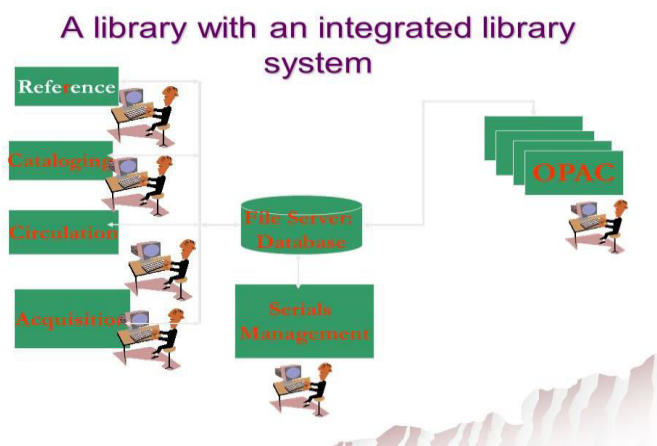 A library with an integrated library
system
Reference
Cataloging
Circulation
Acquisition
File Server:
Database
Serials
Management
OPAC